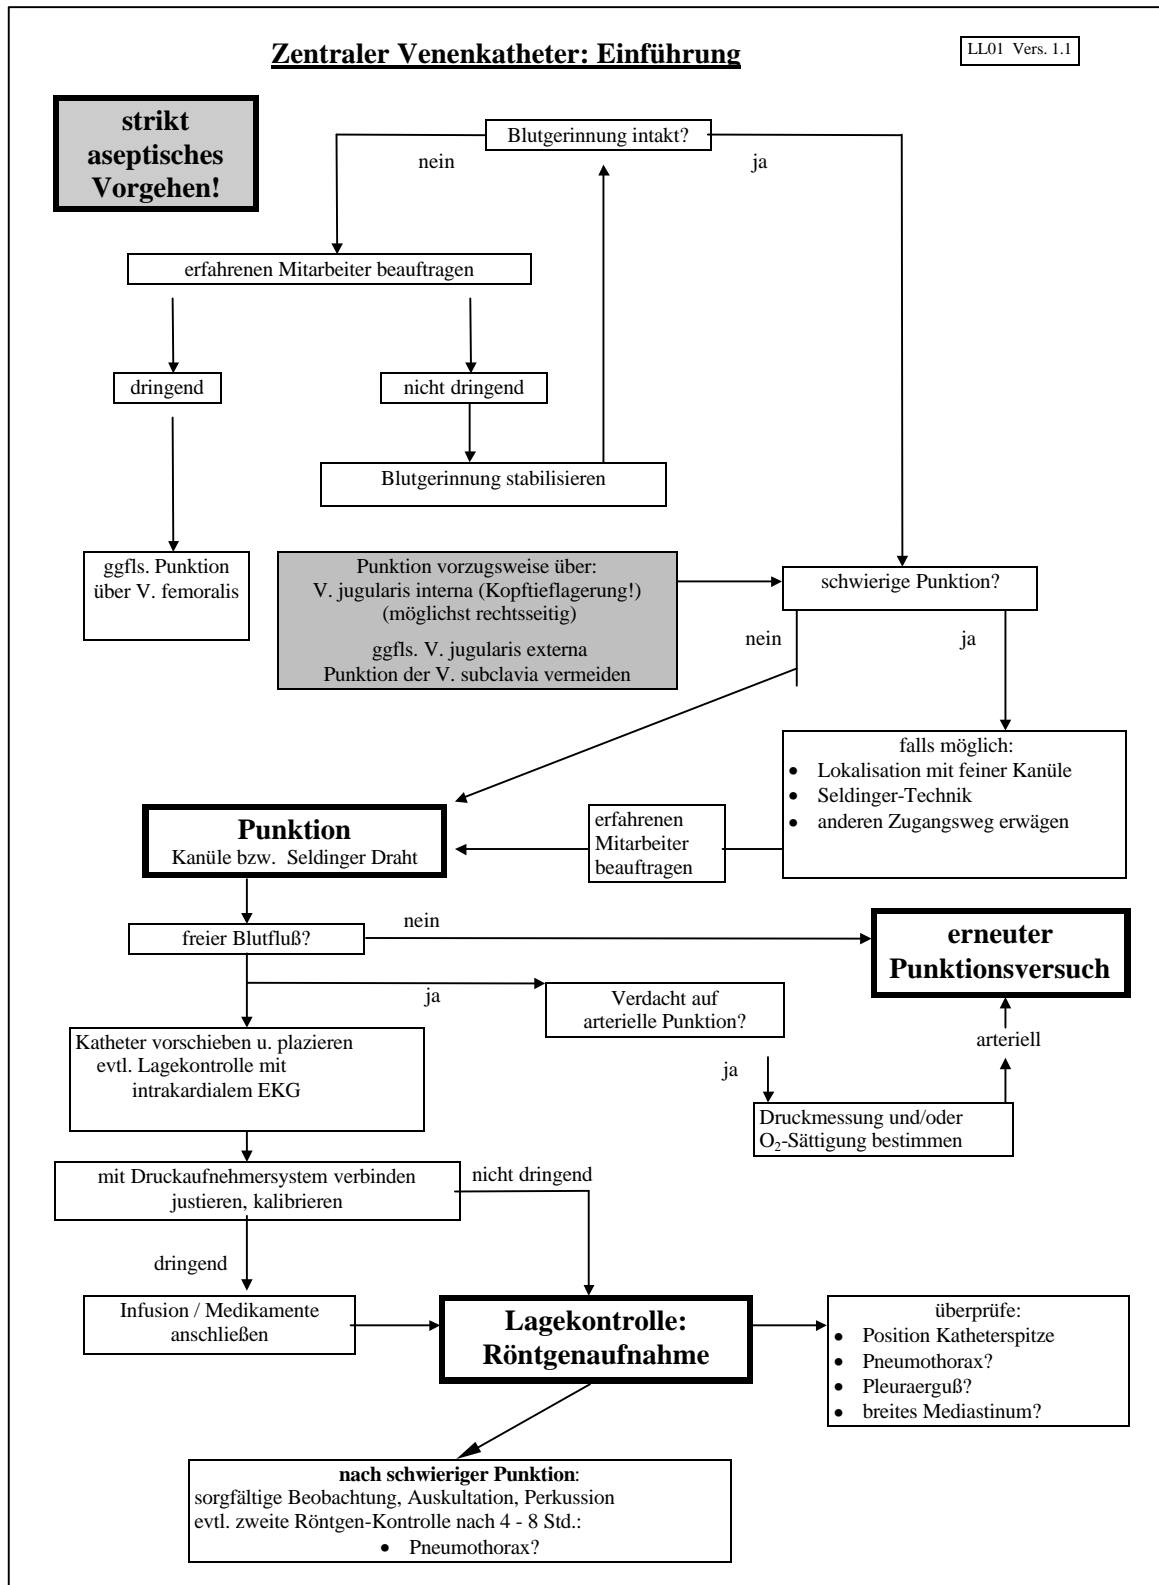 Zentraler Venenkatheter: Einführung
LL01 Vers. 1.1
strikt
aseptisches
Vorgehen!
Blutgerinnung intakt?
nein
ja
erfahrenen Mitarbeiter beauftragen
dringend
nicht dringend
Blutgerinnung stabilisieren
ggfls. Punktion
über V. femoralis
Punktion vorzugsweise über:
V. jugularis interna (Kopftieflagerung!)
(möglichst rechtsseitig)
ggfls. V. jugularis externa
Punktion der V. subclavia vermeiden
schwierige Punktion?
nein
ja
falls möglich:
• Lokalisation mit feiner Kanüle
• Seldinger-Technik
• anderen Zugangsweg erwägen
erfahrenen
Mitarbeiter
beauftragen
Punktion
Kanüle bzw. Seldinger Draht
freier Blutfluß?
nein
erneuter
Punktionsversuch
ja
Verdacht auf
arterielle Punktion?
arteriell
ja
Druckmessung und/oder
O₂-Sättigung bestimmen
Katheter vorschieben u. plazieren
evtl. Lagekontrolle mit
intrakardialem EKG
mit Druckaufnehmersystem verbinden
justieren, kalibrieren
nicht dringend
dringend
Infusion / Medikamente
anschließen
Lagekontrolle:
Röntgenaufnahme
überprüfe:
• Position Katheterspitze
• Pneumothorax?
• Pleuraerguß?
• breites Mediastinum?
nach schwieriger Punktion:
sorgfältige Beobachtung, Auskultation, Perkussion
evtl. zweite Röntgen-Kontrolle nach 4 - 8 Std.:
• Pneumothorax?